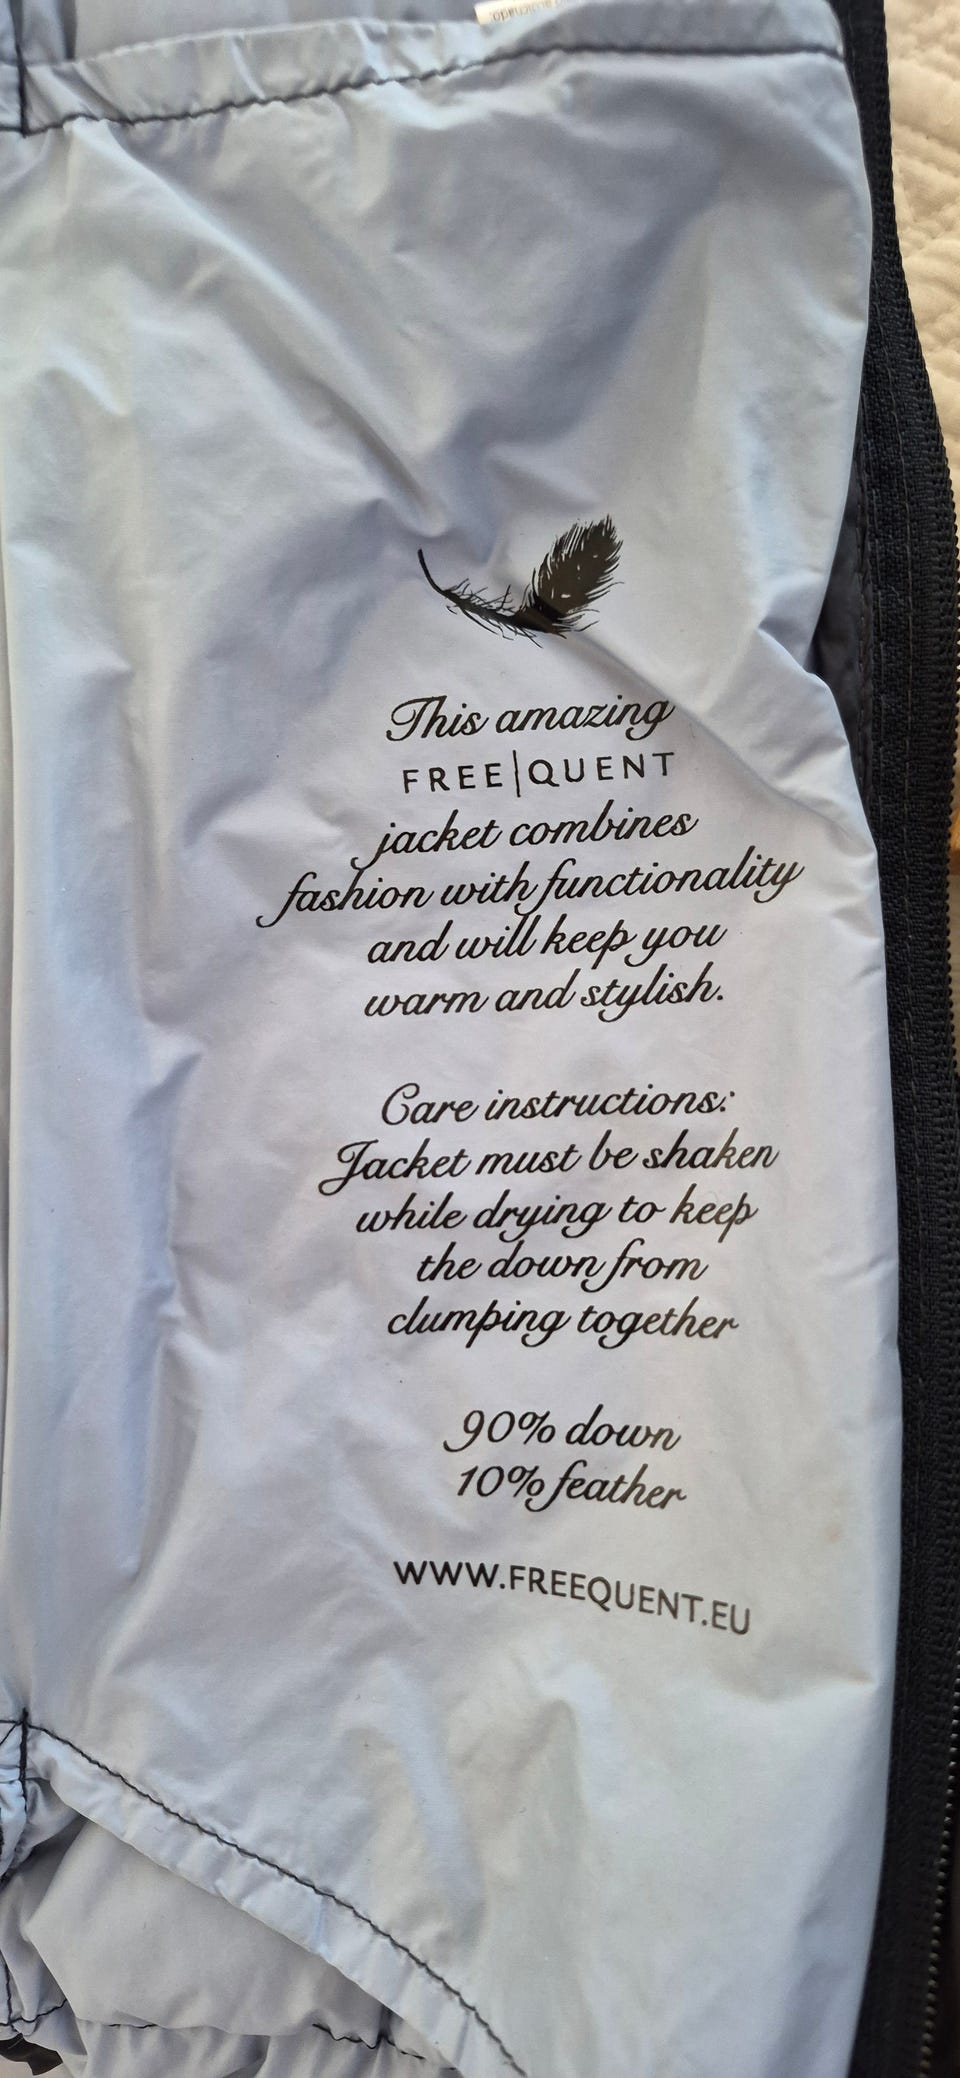 This amazing
FREE|QUENT
jacket combines
fashion with functionality
and will keep you
warm and stylish.
Care instructions:
Jacket must be shaken
while drying to keep
the down from
clumping together
90% down
10% feather
WWW.FREEQUENT.EU